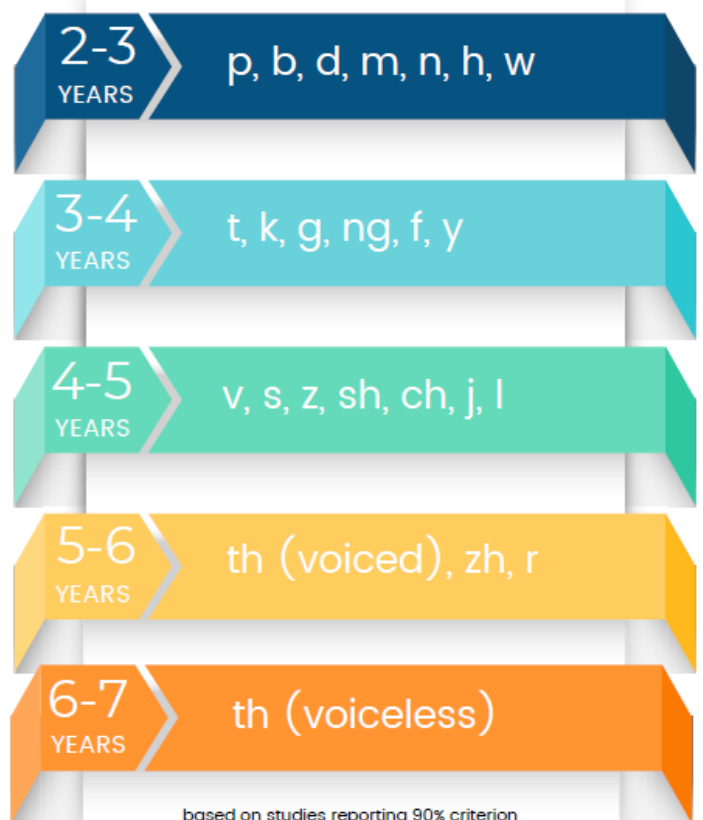 2-3
YEARS
p, b, d, m, n, h, w
3-4
YEARS
t, k, g, ng, f, y
4-5
YEARS
v, s, z, sh, ch, j, l
5-6
YEARS
th (voiced), zh, r
6-7
YEARS
th (voiceless)
based on studies reporting 90% criterion